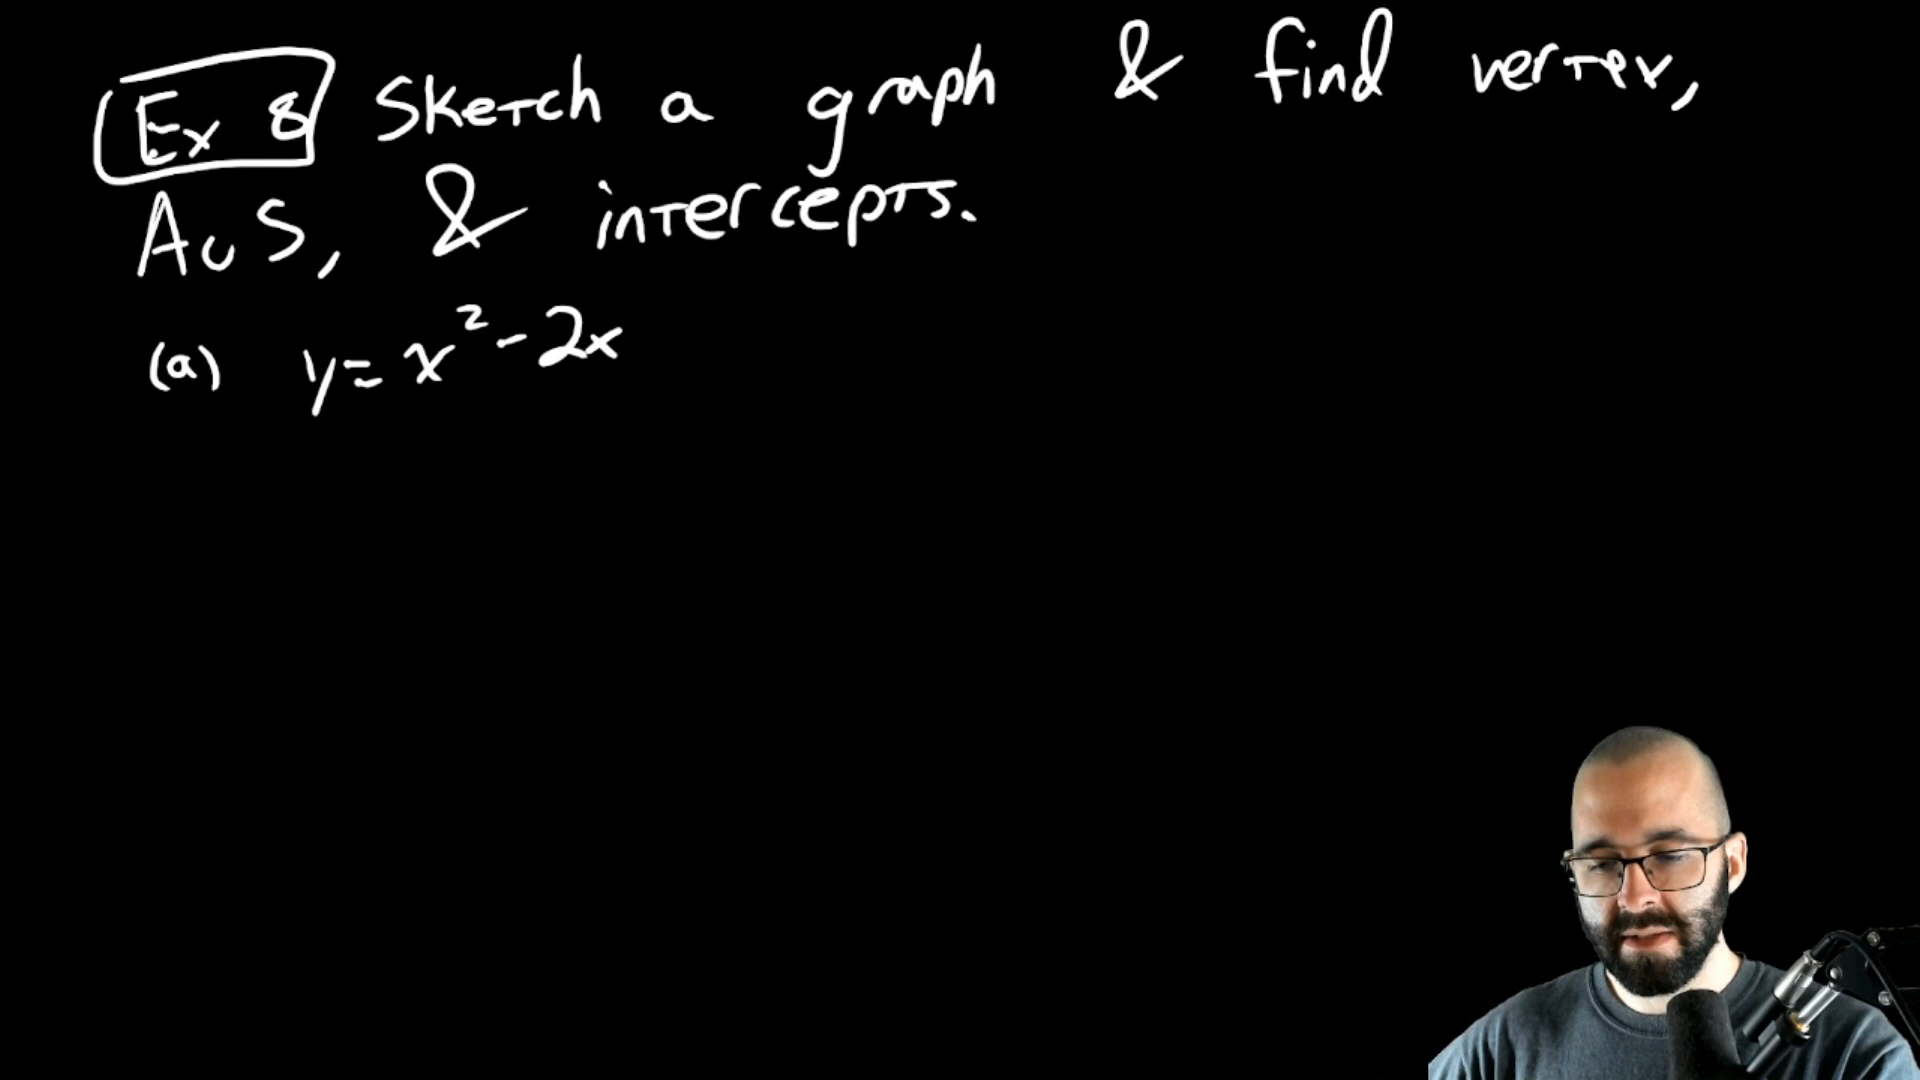 Ex 8 Sketch a graph & find vertex,
AoS, & intercepts.
(a) y = x² - 2x